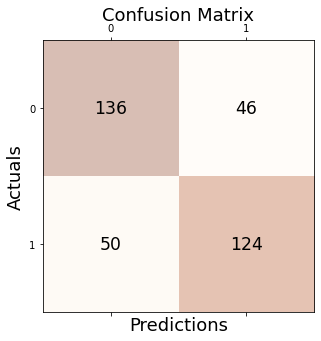 Confusion Matrix
0 1
0 136 46
Actuals
1 50 124
Predictions